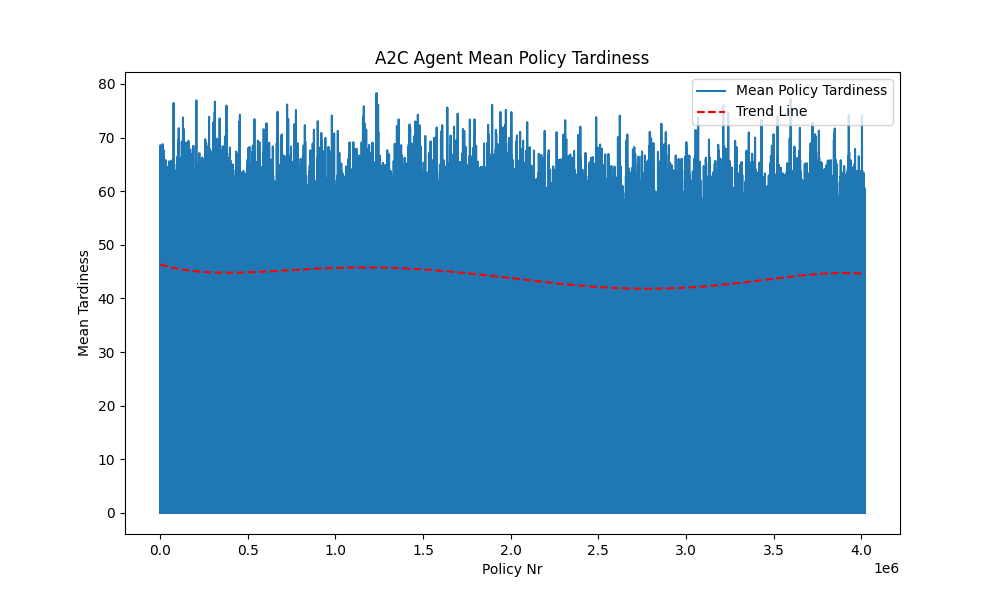 A2C Agent Mean Policy Tardiness
Mean Policy Tardiness
Trend Line
Mean Tardiness
80
70
60
50
40
30
20
10
0
0.0 0.5 1.0 1.5 2.0 2.5 3.0 3.5 4.0
1e6
Policy Nr